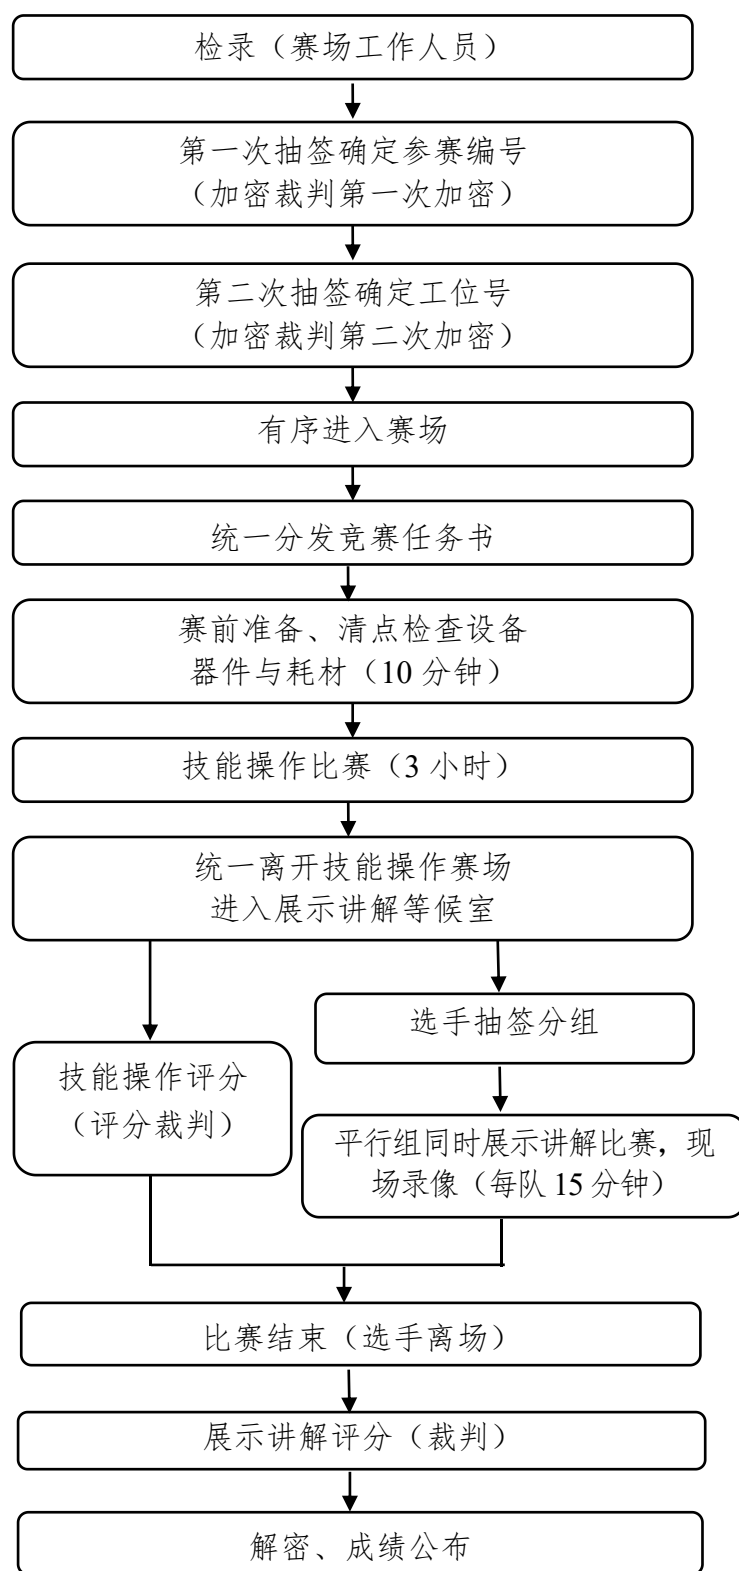 检录（赛场工作人员）
第一次抽签确定参赛编号
（加密裁判第一次加密）
第二次抽签确定工位号
（加密裁判第二次加密）
有序进入赛场
统一分发竞赛任务书
赛前准备、清点检查设备
器件与耗材（10 分钟）
技能操作比赛（3 小时）
统一离开技能操作赛场
进入展示讲解等候室
选手抽签分组
技能操作评分
（评分裁判）
平行组同时展示讲解比赛，现
场录像（每队 15 分钟）
比赛结束（选手离场）
展示讲解评分（裁判）
解密、成绩公布